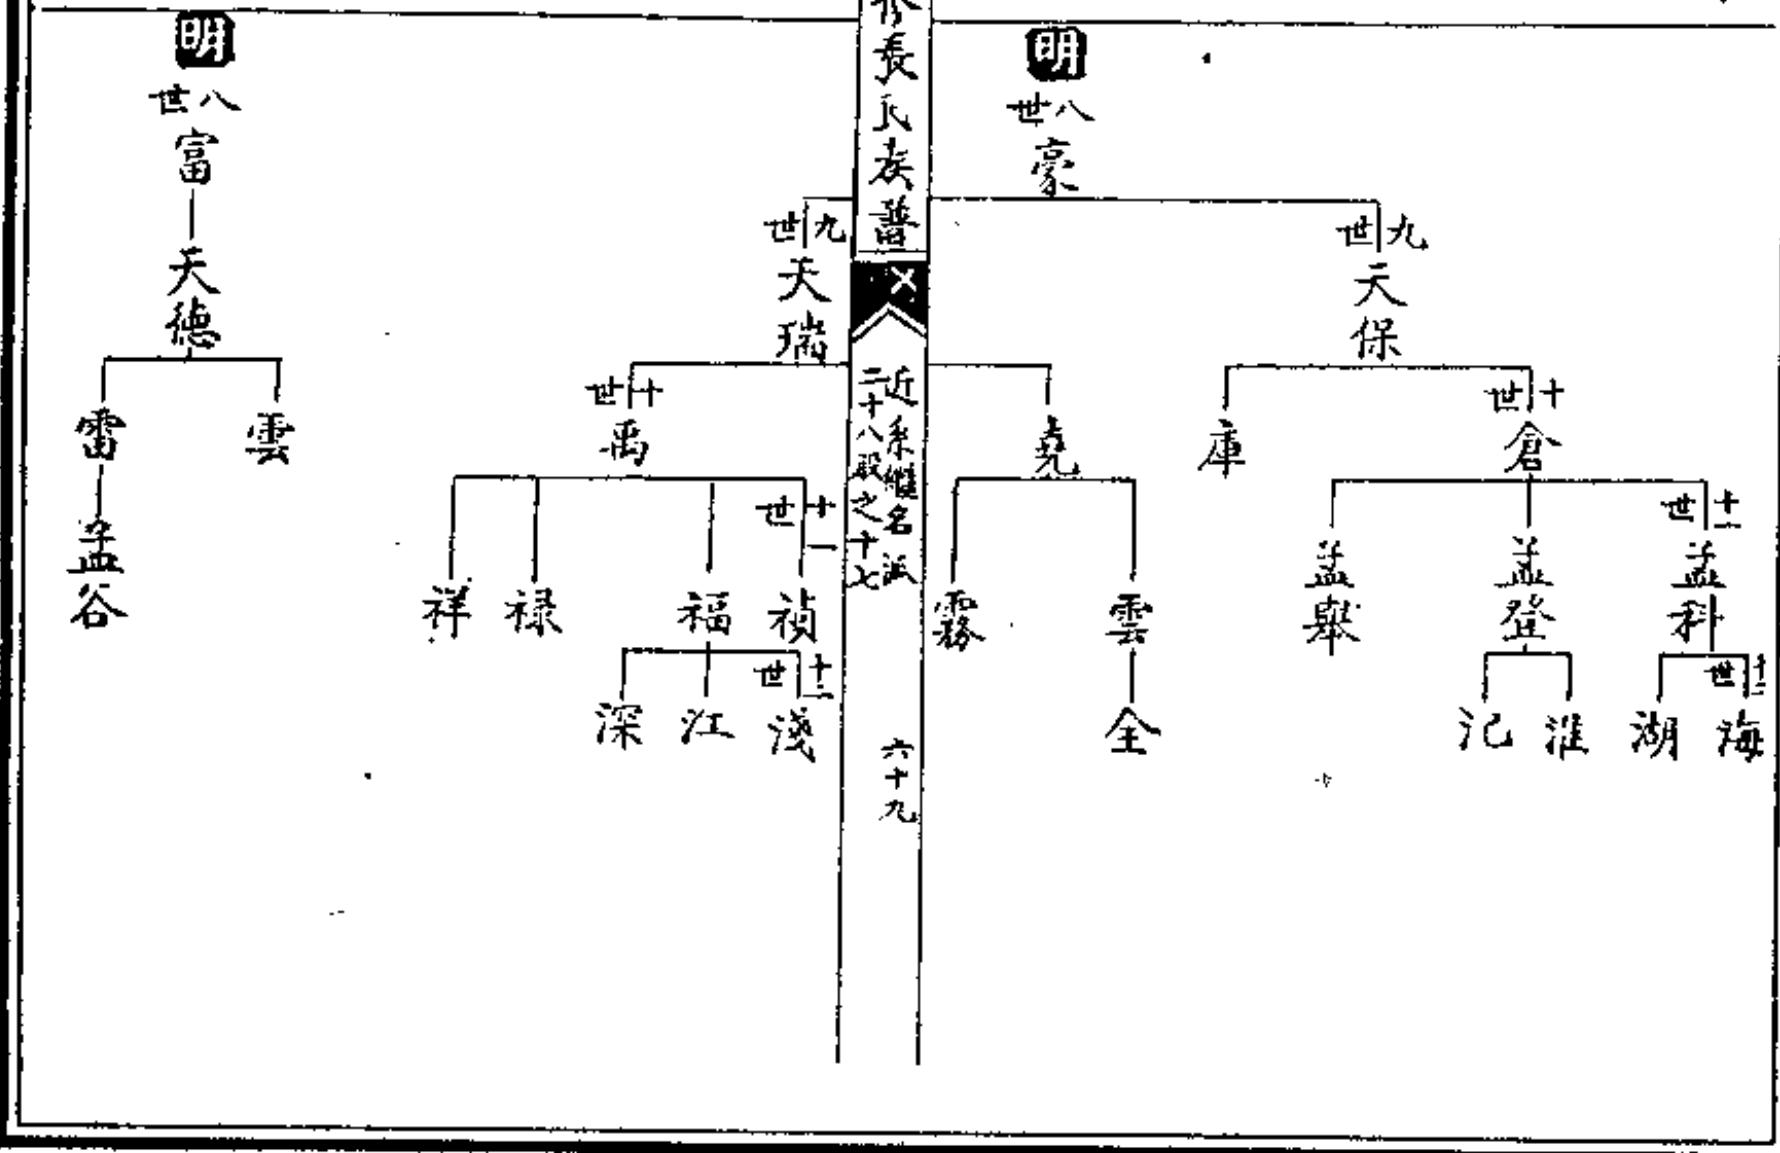 明
八世
豪
九世
天保
十世
倉
庫
十一世
孟科
孟登
孟舉
十二世
海
湖
淮
汜
九世
天瑞
堯
十世
禹
雲
霧
全
十一世
禎
福
禄
祥
十二世
淺
江
深
長氏族譜
近系繼名
二十八段之十七
六十九
明
八世
富
天德
雲
雷
孟谷